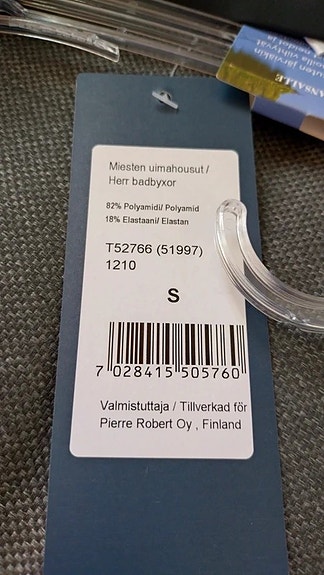 ANSALLE
Miesten uimahousut /
Herr badbyxor
82% Polyamidi/ Polyamid
18% Elastaani/ Elastan
T52766 (51997)
1210
S
7 028415 505760
Valmistuttaja / Tillverkad för
Pierre Robert Oy , Finland